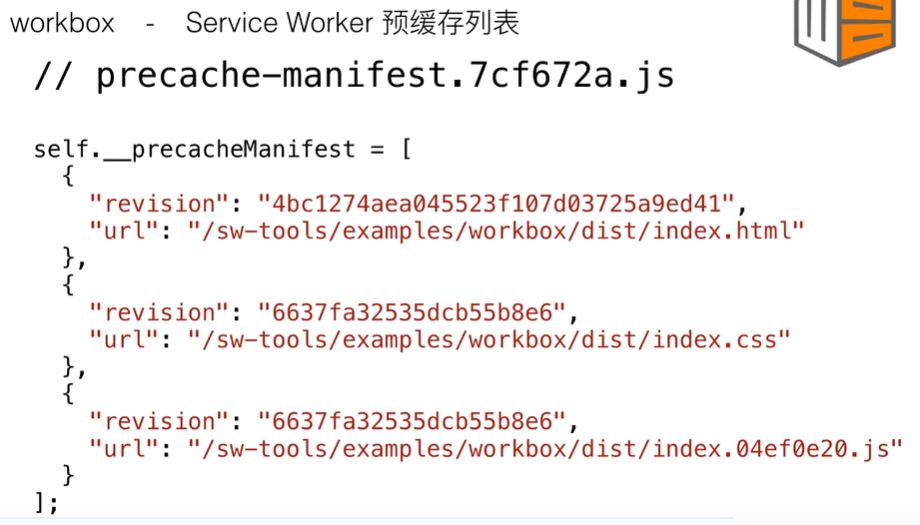 workbox - Service Worker 预缓存列表
// precache-manifest.7cf672a.js
self.__precacheManifest = [
{
"revision": "4bc1274aea045523f107d03725a9ed41",
"url": "/sw-tools/examples/workbox/dist/index.html"
},
{
"revision": "6637fa32535dcb55b8e6",
"url": "/sw-tools/examples/workbox/dist/index.css"
},
{
"revision": "6637fa32535dcb55b8e6",
"url": "/sw-tools/examples/workbox/dist/index.04ef0e20.js"
}
];